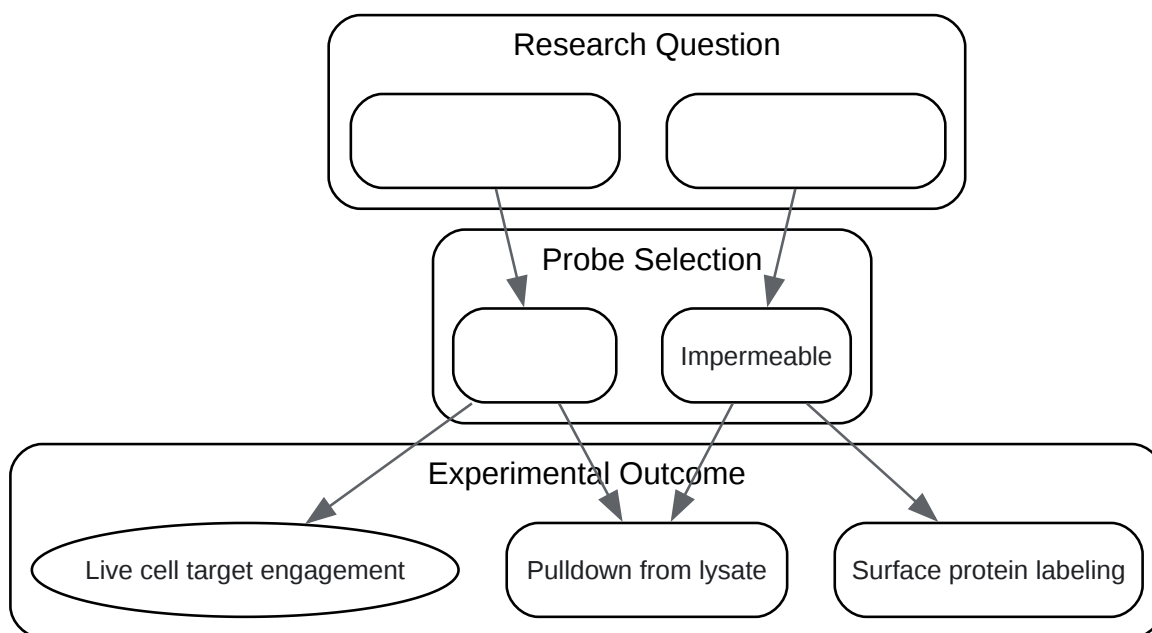 Research Question
Probe Selection
Impermeable
Experimental Outcome
Live cell target engagement
Pulldown from lysate
Surface protein labeling